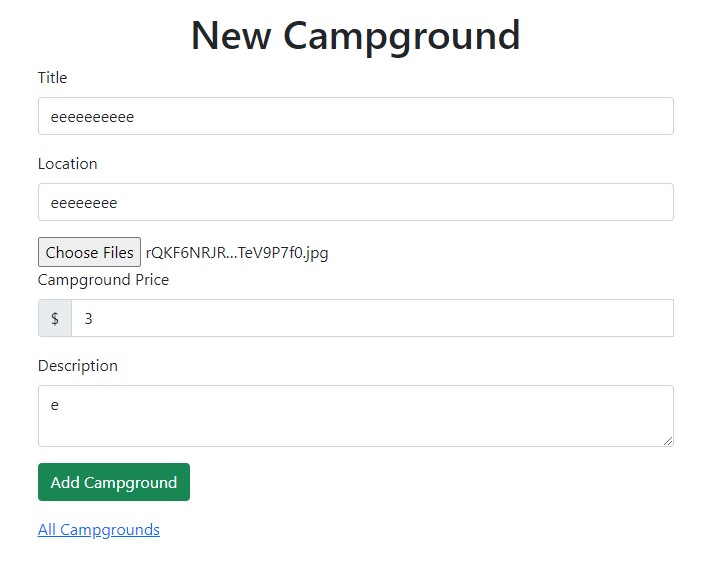 New Campground
Title
eeeeeeeeee
Location
eeeeeeee
Choose Files rQKF6NRJR...TeV9P7f0.jpg
Campground Price
$ 3
Description
e
Add Campground
All Campgrounds